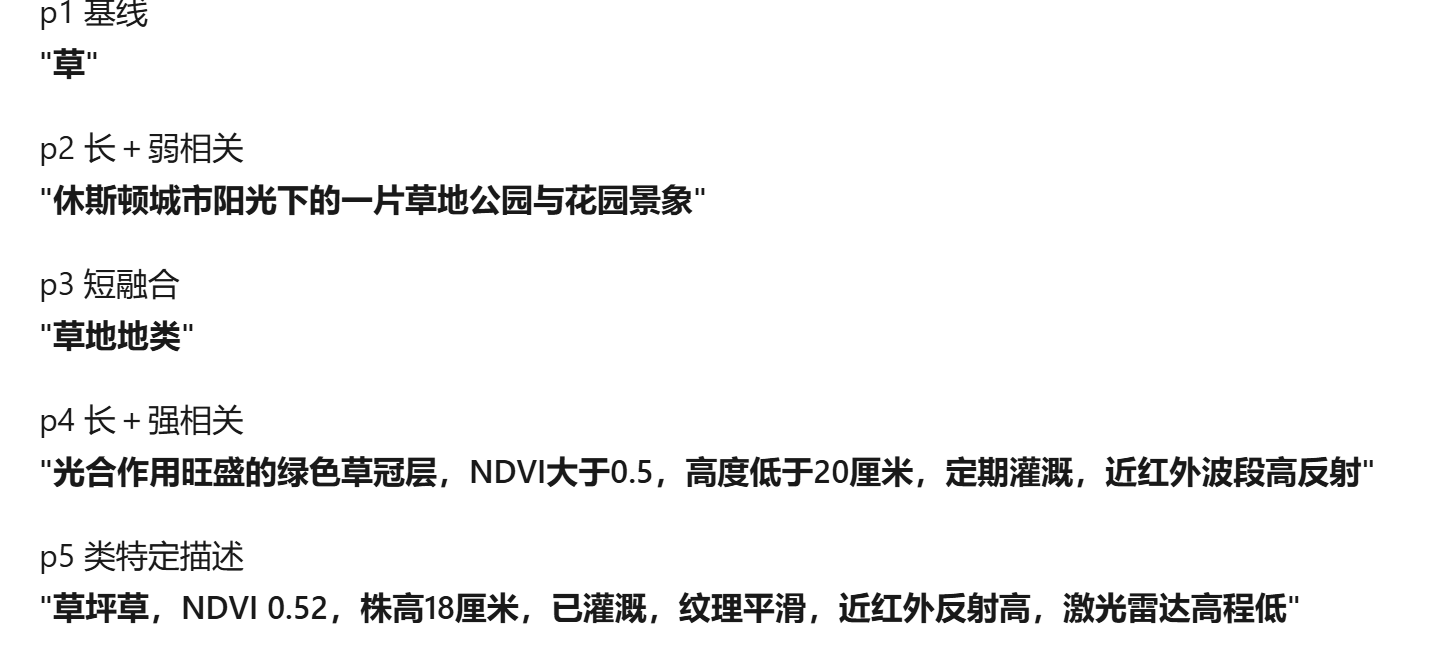 p1 基线
"草"
p2 长 + 弱相关
"休斯顿城市阳光下的一片草地公园与花园景象"
p3 短融合
"草地地类"
p4 长 + 强相关
"光合作用旺盛的绿色草冠层，NDVI大于0.5，高度低于20厘米，定期灌溉，近红外波段高反射"
p5 类特定描述
"草坪草，NDVI 0.52，株高18厘米，已灌溉，纹理平滑，近红外反射高，激光雷达高程低"